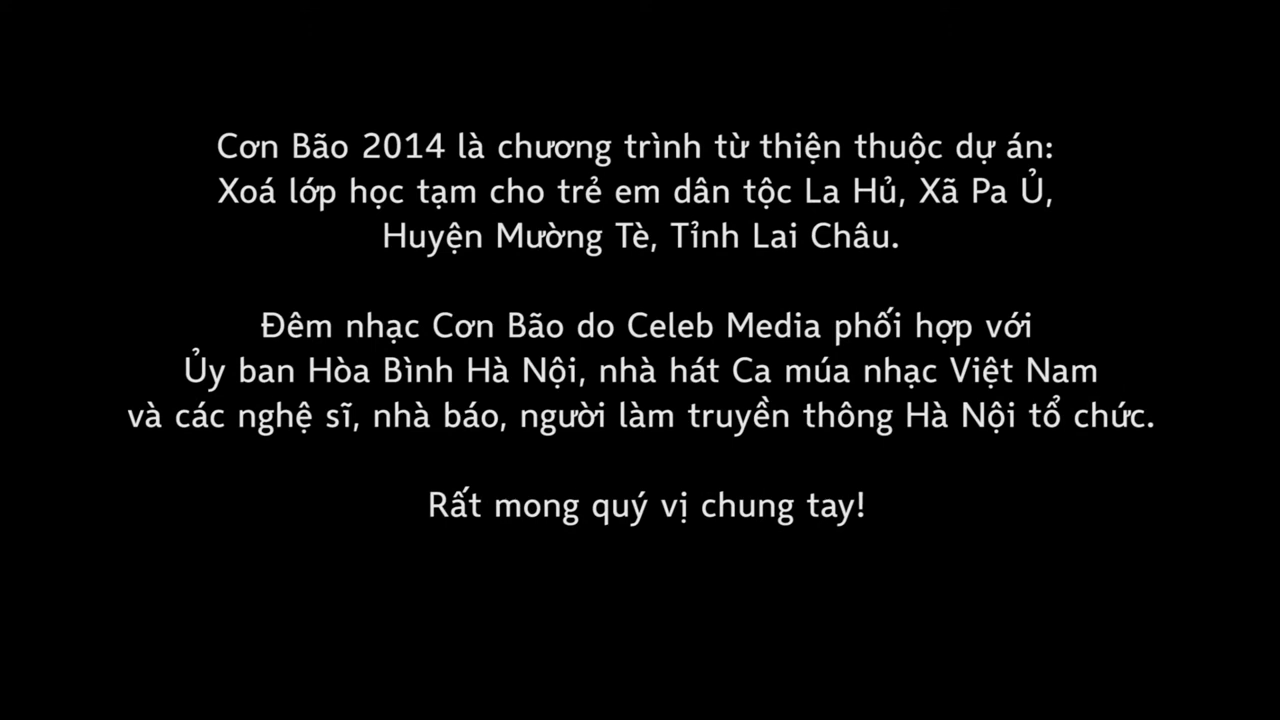 Cơn Bão 2014 là chương trình từ thiện thuộc dự án:
Xoá lớp học tạm cho trẻ em dân tộc La Hủ, Xã Pa Ủ,
Huyện Mường Tè, Tỉnh Lai Châu.
Đêm nhạc Cơn Bão do Celeb Media phối hợp với
Ủy ban Hòa Bình Hà Nội, nhà hát Ca múa nhạc Việt Nam
và các nghệ sĩ, nhà báo, người làm truyền thông Hà Nội tổ chức.
Rất mong quý vị chung tay!